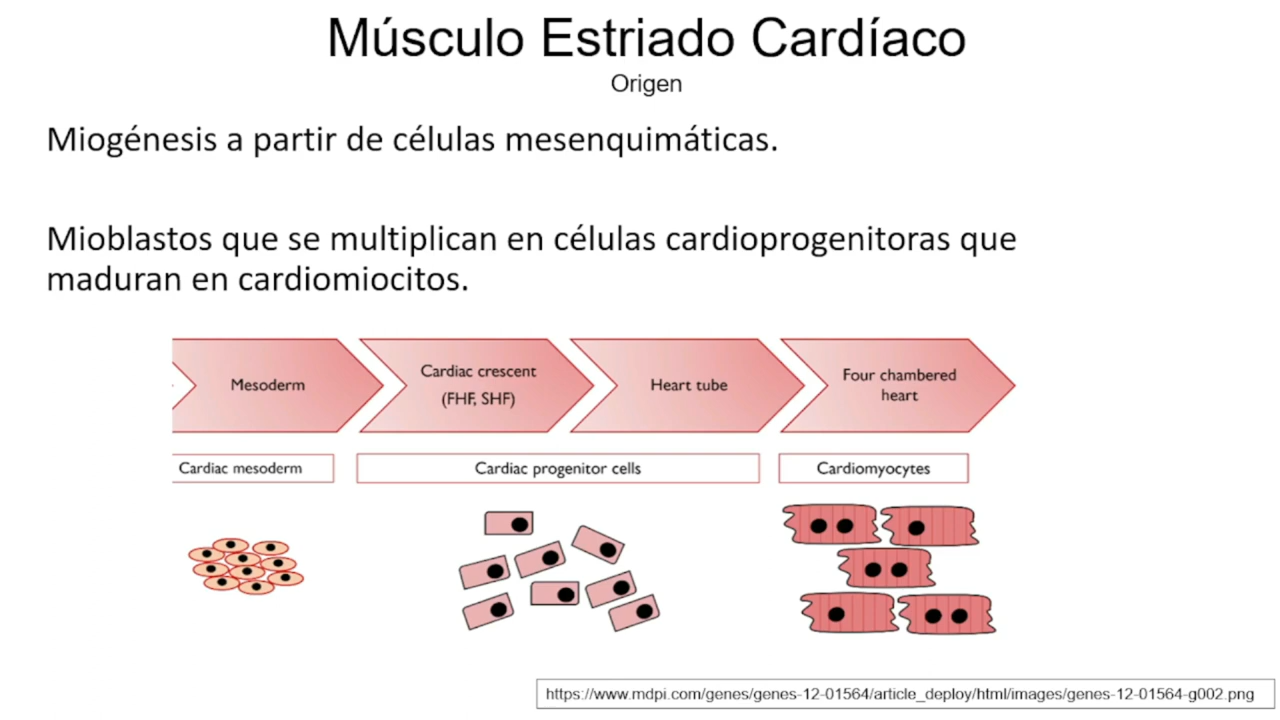 Músculo Estriado Cardíaco
Origen
Miogénesis a partir de células mesenquimáticas.
Mioblastos que se multiplican en células cardioprogenitoras que
maduran en cardiomiocitos.
Mesoderm
Cardiac crescent
(FHF, SHF)
Heart tube
Four chambered
heart
Cardiac mesoderm
Cardiac progenitor cells
Cardiomyocytes
https://www.mdpi.com/genes/genes-12-01564/article_deploy/html/images/genes-12-01564-g002.png